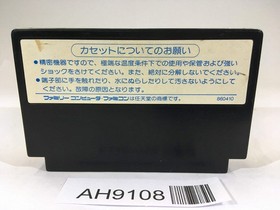 カセットについてのお願い
●精密機器ですので、極端な温度条件下での使用や保管および強い
ショックをさけてください。また、絶対に分解しないでください。
●端子部に手を触れたり、水にぬらしたりして汚さないようにして
ください。故障の原因となります。
ファミリーコンピュータ・ファミコンは任天堂の商標です。
660410
AH9108